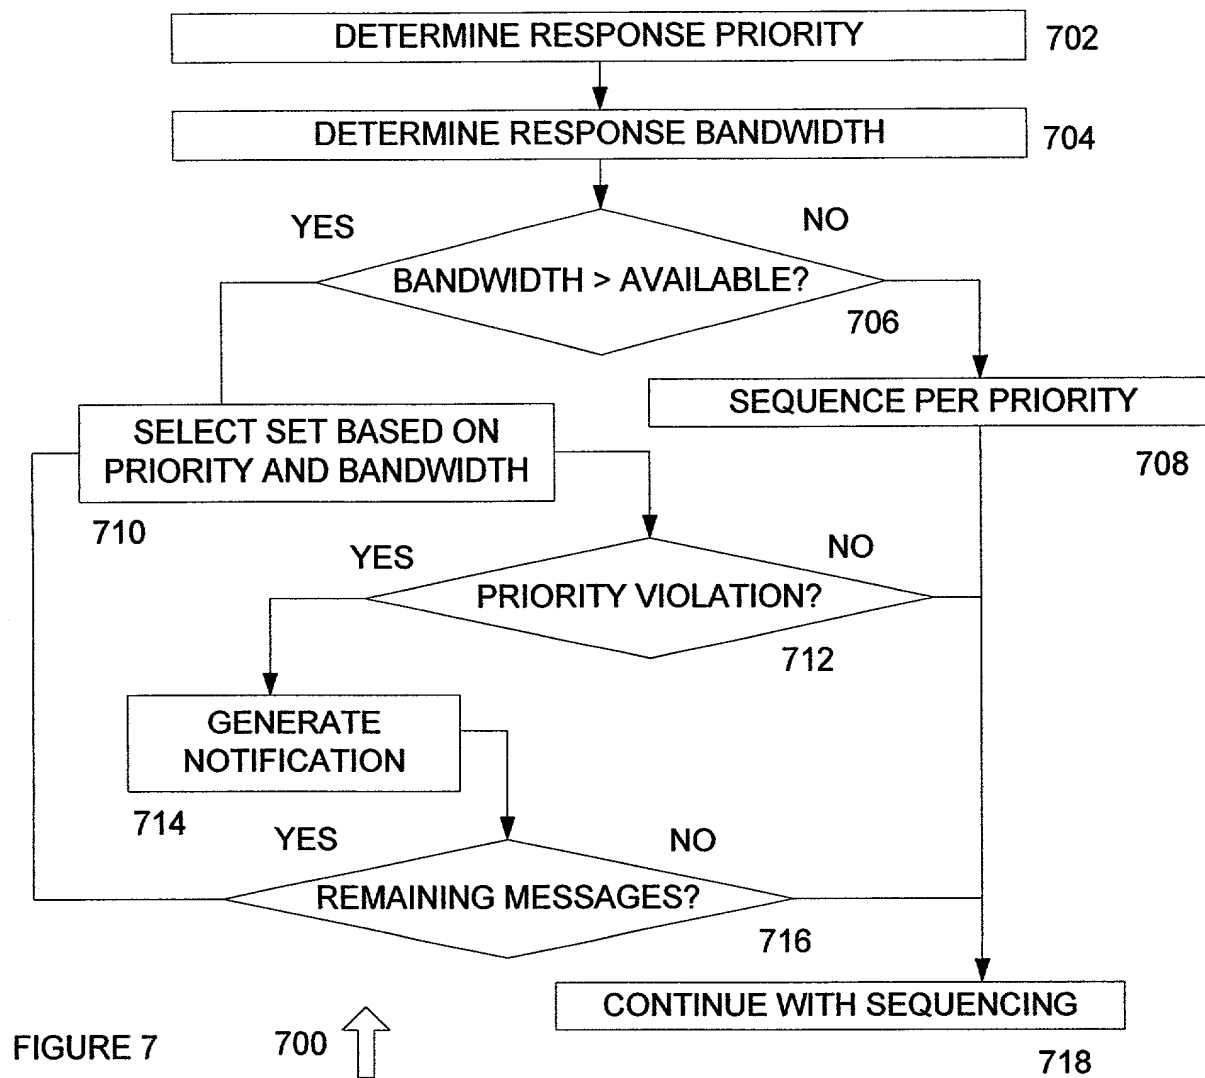 DETERMINE RESPONSE PRIORITY
702
DETERMINE RESPONSE BANDWIDTH
704
YES
NO
BANDWIDTH > AVAILABLE?
706
SEQUENCE PER PRIORITY
708
SELECT SET BASED ON
PRIORITY AND BANDWIDTH
710
YES
NO
PRIORITY VIOLATION?
712
GENERATE
NOTIFICATION
714
YES
NO
REMAINING MESSAGES?
716
CONTINUE WITH SEQUENCING
718
FIGURE 7
700